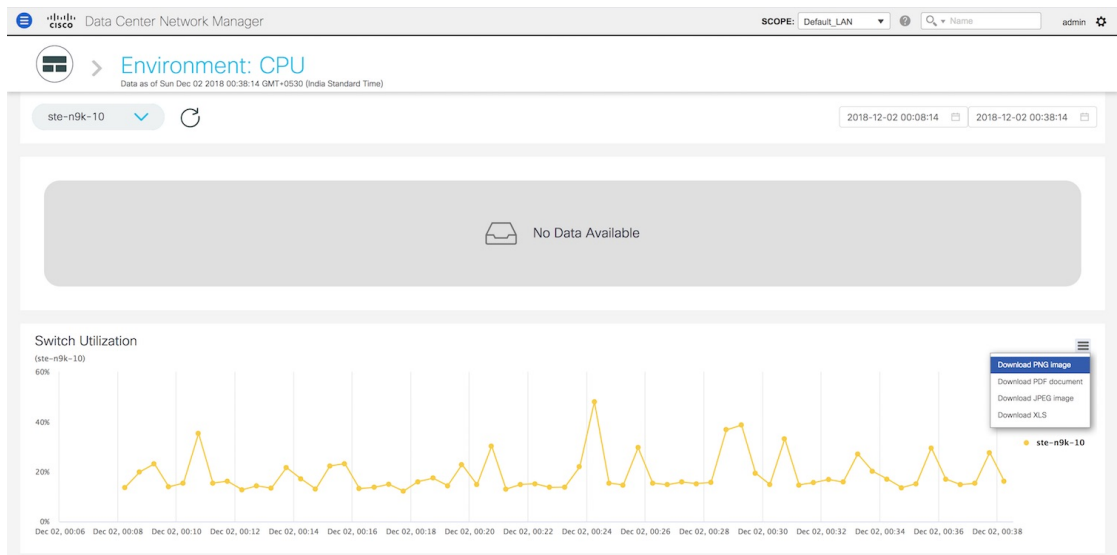 CISCO Data Center Network Manager SCOPE: Default_LAN Name admin
Environment: CPU
Data as of Sun Dec 02 2018 00:38:14 GMT+0530 (India Standard Time)
ste-n9k-10 2018-12-02 00:08:14 2018-12-02 00:38:14
No Data Available
Switch Utilization
(ste-n9k-10)
Download PNG Image
Download PDF document
Download JPEG image
Download XLS
ste-n9k-10
60%
40%
20%
0%
Dec 02, 00:06 Dec 02, 00:08 Dec 02, 00:10 Dec 02, 00:12 Dec 02, 00:14 Dec 02, 00:16 Dec 02, 00:18 Dec 02, 00:20 Dec 02, 00:22 Dec 02, 00:24 Dec 02, 00:26 Dec 02, 00:28 Dec 02, 00:30 Dec 02, 00:32 Dec 02, 00:34 Dec 02, 00:36 Dec 02, 00:38